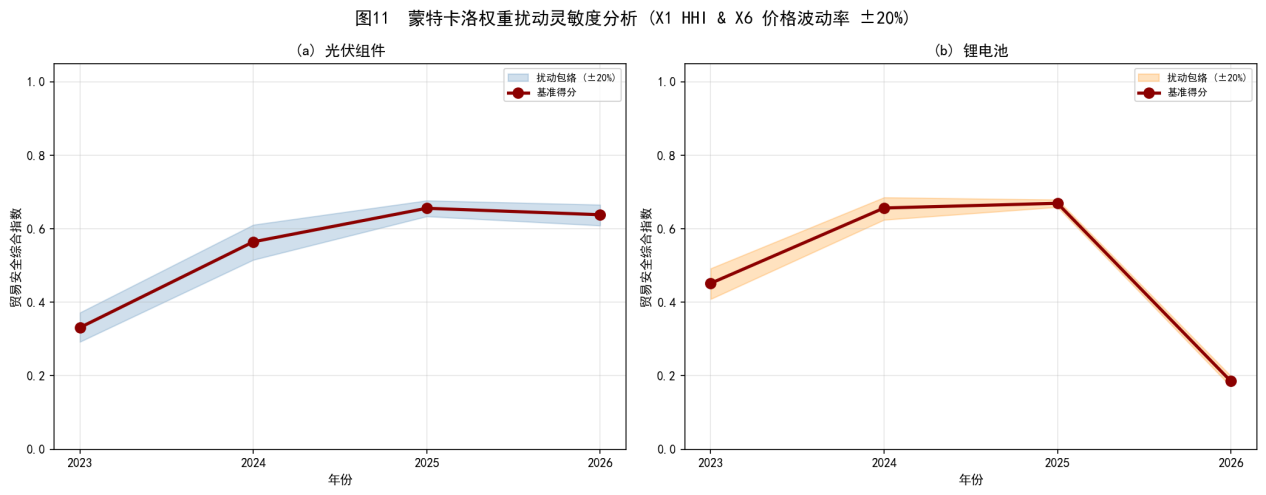 图11  蒙特卡洛权重扰动灵敏度分析 (X1 HHI & X6 价格波动率 ±20%)
(a) 光伏组件
扰动包络 (±20%)
基准得分
贸易安全综合指数
1.0
0.8
0.6
0.4
0.2
0.0
2023
2024
2025
2026
年份
(b) 锂电池
扰动包络 (±20%)
基准得分
贸易安全综合指数
1.0
0.8
0.6
0.4
0.2
0.0
2023
2024
2025
2026
年份